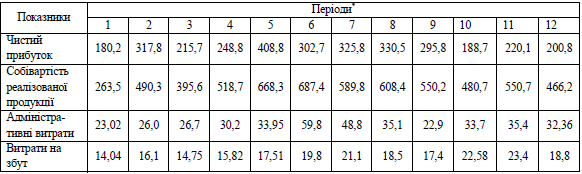 Показники Періоди*
1 2 3 4 5 6 7 8 9 10 11 12
Чистий
прибуток 180,2 317,8 215,7 248,8 408,8 302,7 325,8 330,5 295,8 188,7 220,1 200,8
Собівартість
реалізованої
продукції 263,5 490,3 395,6 518,7 668,3 687,4 589,8 608,4 550,2 480,7 550,7 466,2
Адміністра-
тивні витрати 23,02 26,0 26,7 30,2 33,95 59,8 48,8 35,1 22,9 33,7 35,4 32,36
Витрати на
збут 14,04 16,1 14,75 15,82 17,51 19,8 21,1 18,5 17,4 22,58 23,4 18,8